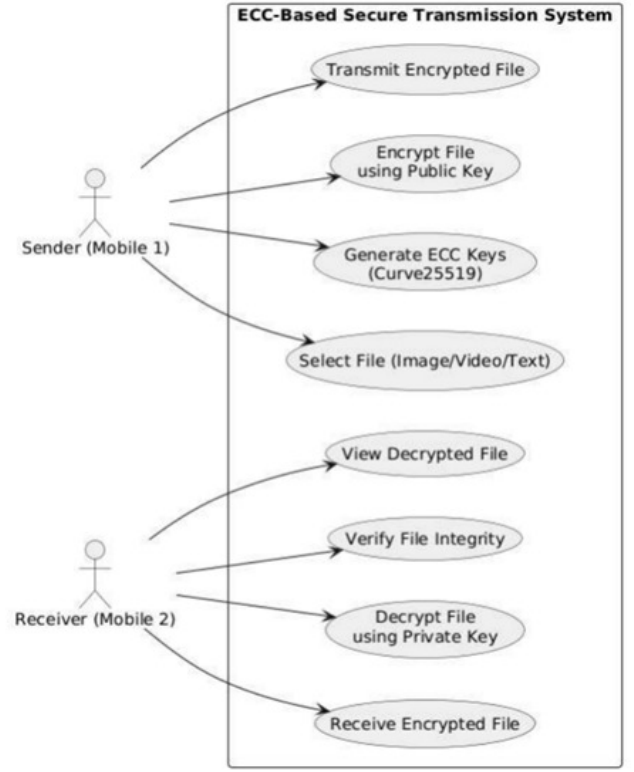 ECC-Based Secure Transmission System
Transmit Encrypted File
Encrypt File
using Public Key
Sender (Mobile 1)
Generate ECC Keys
(Curve25519)
Select File (Image/Video/Text)
View Decrypted File
Verify File Integrity
Receiver (Mobile 2)
Decrypt File
using Private Key
Receive Encrypted File